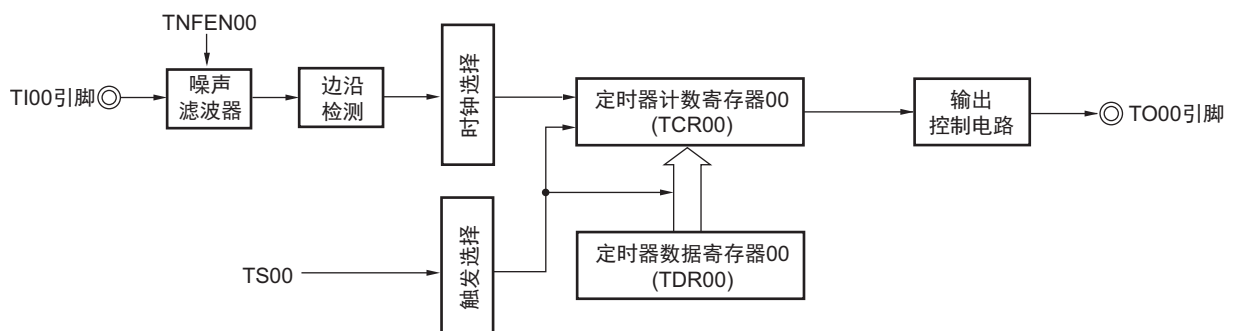 TNFEN00
TI00引脚
噪声
滤波器
边沿
检测
时钟选择
定时器计数寄存器00
(TCR00)
输出
控制电路
TO00引脚
TS00
触发选择
定时器数据寄存器00
(TDR00)